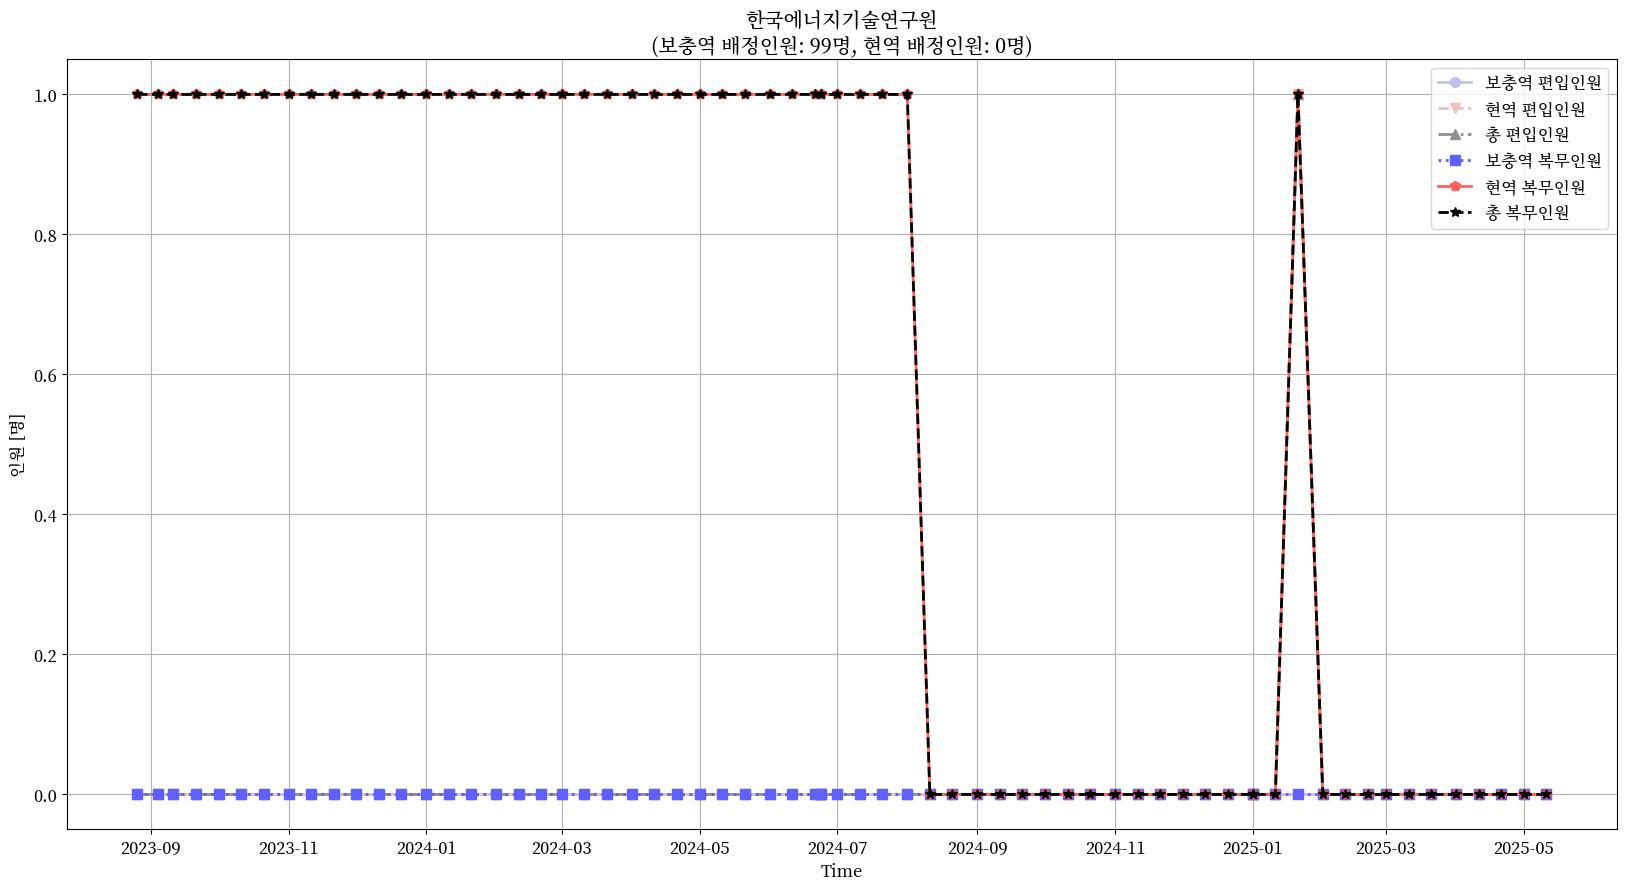 한국에너지기술연구원
(보충역 배정인원: 99명, 현역 배정인원: 0명)
보충역 편입인원
현역 편입인원
총 편입인원
보충역 복무인원
현역 복무인원
총 복무인원
인원 [명]
1.0
0.8
0.6
0.4
0.2
0.0
2023-09
2023-11
2024-01
2024-03
2024-05
2024-07
2024-09
2024-11
2025-01
2025-03
2025-05
Time